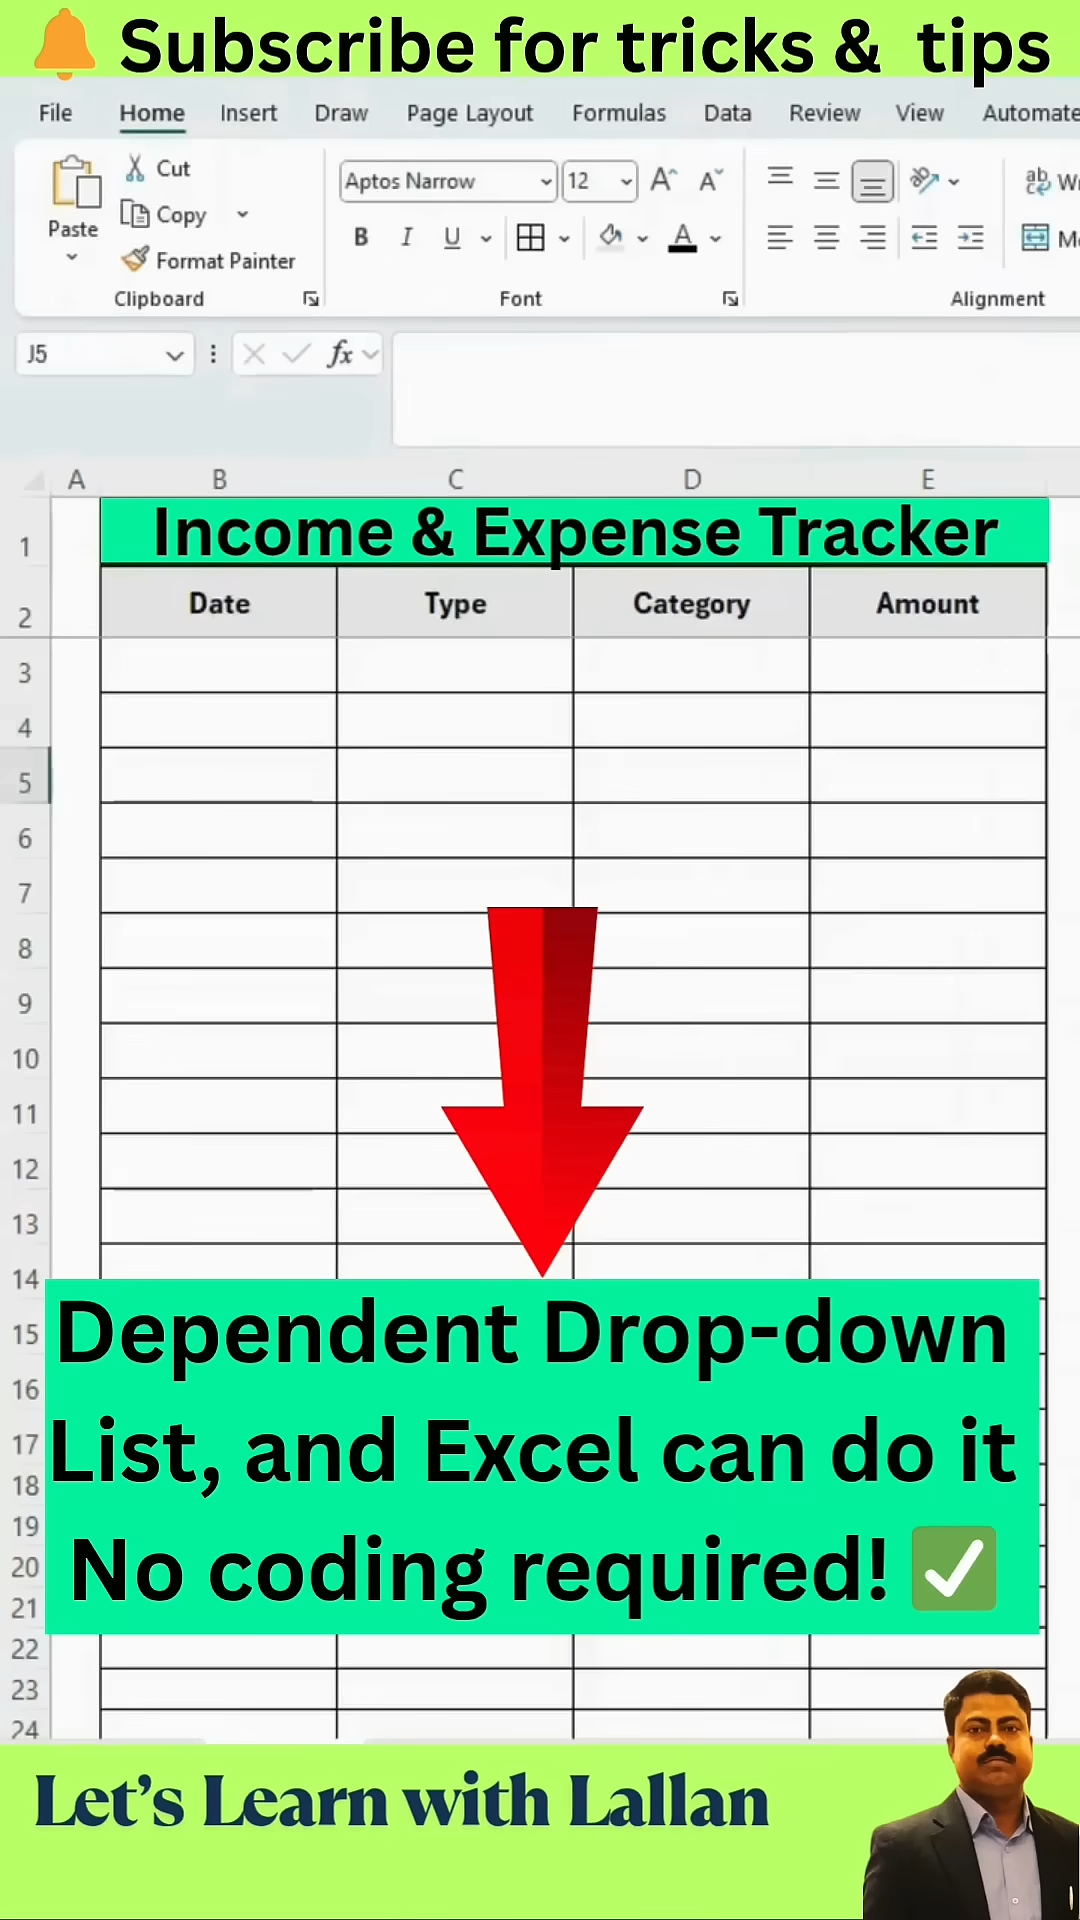 Subscribe for tricks & tips
File Home Insert Draw Page Layout Formulas Data Review View Automate
Cut
Copy
Paste
Format Painter
Clipboard
Aptos Narrow 12 A A
B I U A
Font
ab
Alignment
J5 fx
A B C D E
1 Income & Expense Tracker
2 Date Type Category Amount
3
4
5
6
7
8
9
10
11
12
13
14
15
16
17
18
19
20
21
22
23
24
Dependent Drop-down
List, and Excel can do it
No coding required!
Let's Learn with Lallan